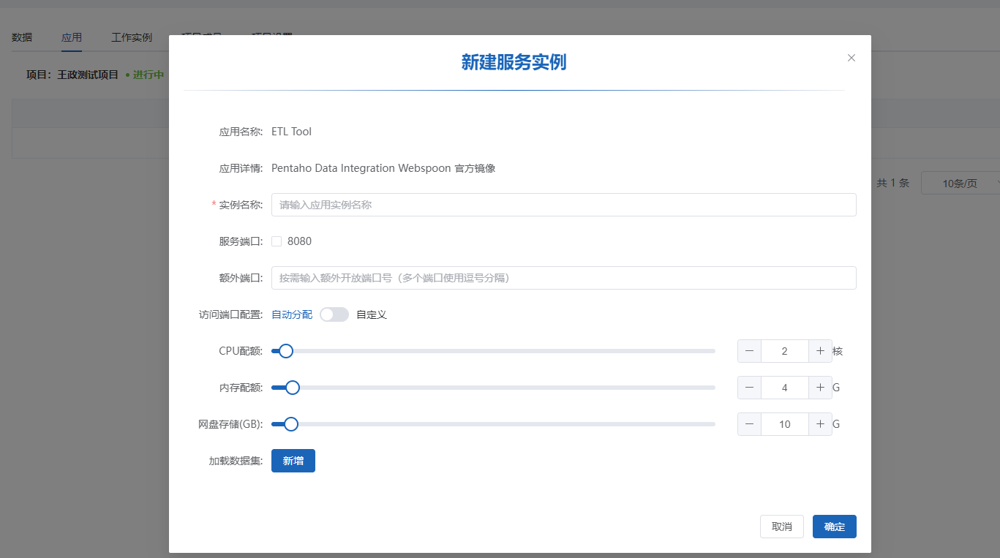 数据 应用 工作实例
新建服务实例
项目：王政测试项目 进行中
应用名称: ETL Tool
应用详情: Pentaho Data Integration Webspoon 官方镜像
共 1 条 10条/页
* 实例名称: 请输入应用实例名称
服务端口: 8080
额外端口: 按需输入额外开放端口号（多个端口使用逗号分隔）
访问端口配置: 自动分配 自定义
CPU配额: 2 核
内存配额: 4 G
网盘存储(GB): 10 G
加载数据集: 新增
取消 确定